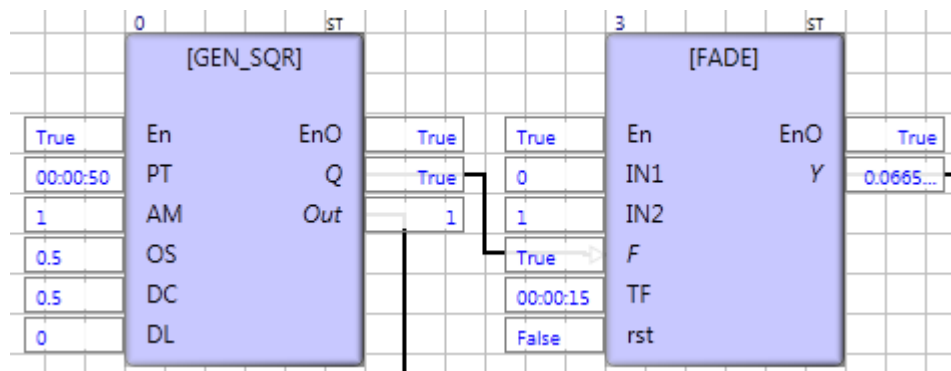 0 ST 3 ST
[GEN_SQR] [FADE]
True En EnO True True En EnO True
00:00:50 PT Q True 0 IN1 Y 0.0665...
1 AM Out 1 1 IN2
0.5 OS True F
0.5 DC 00:00:15 TF
0 DL False rst